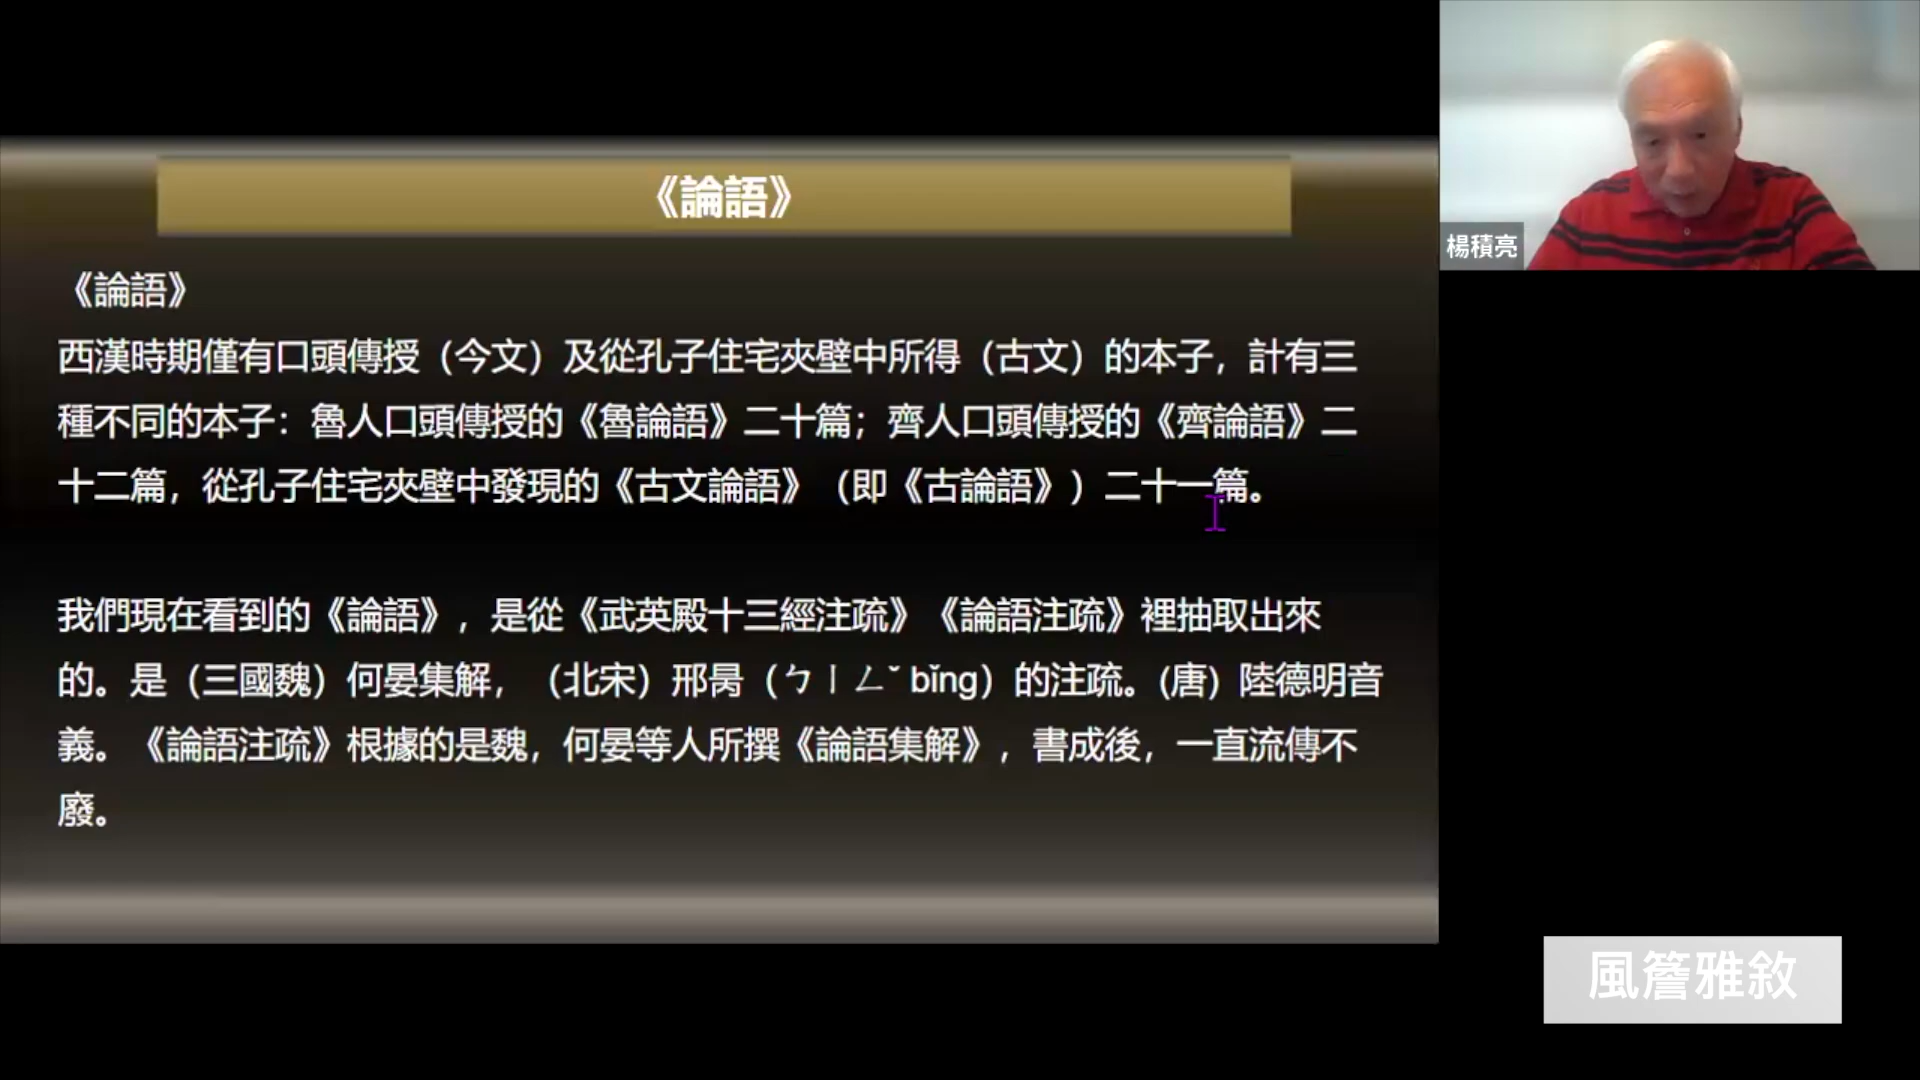 《論語》
《論語》
西漢時期僅有口頭傳授（今文）及從孔子住宅夾壁中所得（古文）的本子，計有三
種不同的本子：魯人口頭傳授的《魯論語》二十篇；齊人口頭傳授的《齊論語》二
十二篇，從孔子住宅夾壁中發現的《古文論語》（即《古論語》）二十一篇。
我們現在看到的《論語》，是從《武英殿十三經注疏》《論語注疏》裡抽取出來
的。是（三國魏）何晏集解，（北宋）邢昺（ㄅㄧㄥˇ bǐng）的注疏。(唐）陸德明音
義。《論語注疏》根據的是魏，何晏等人所撰《論語集解》，書成後，一直流傳不
廢。
楊積亮
風簷雅敘